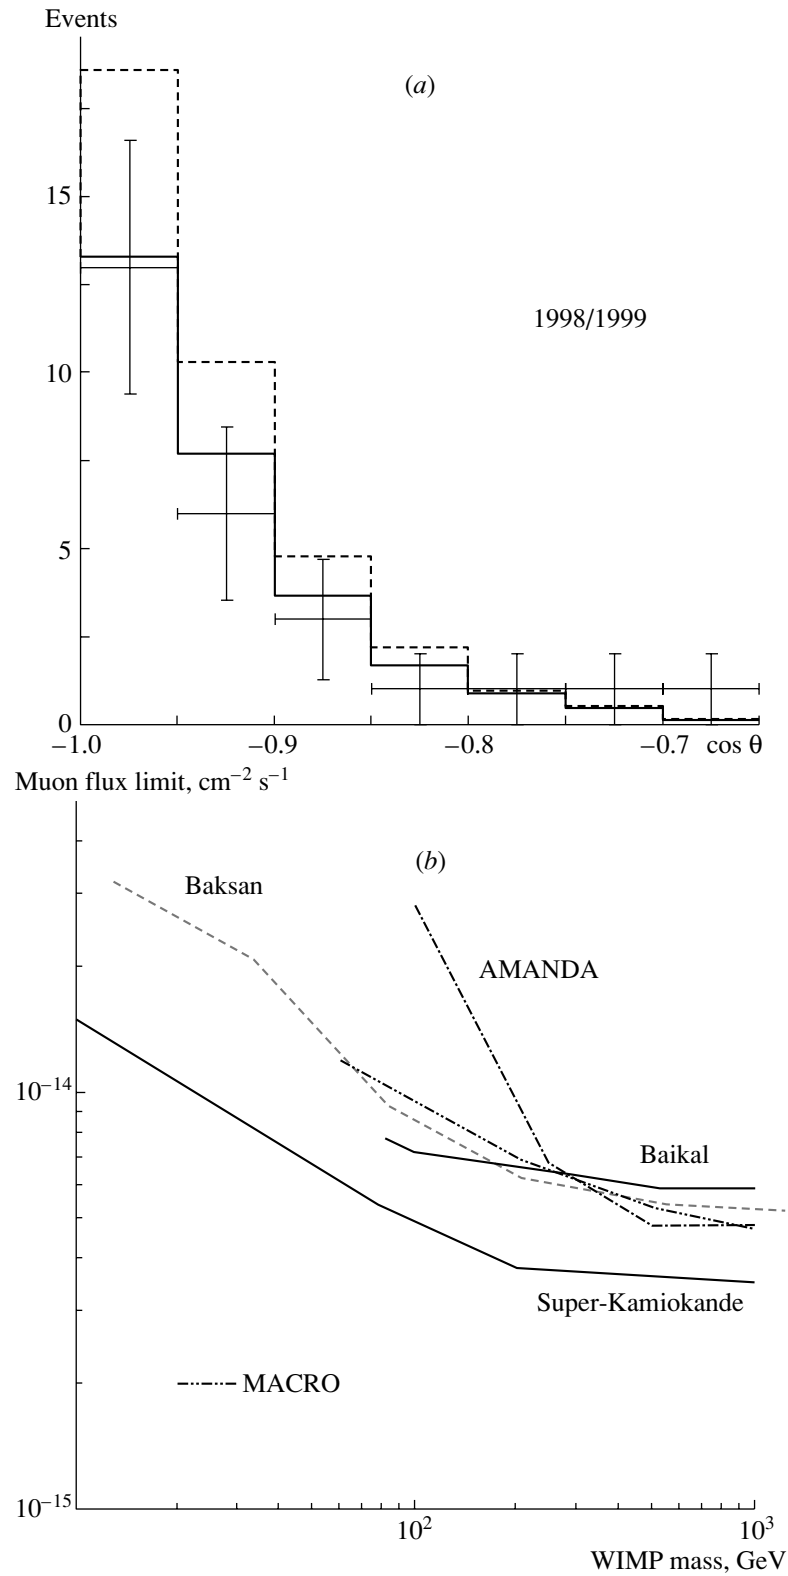 Events
(a)
15
1998/1999
10
5
0
−1.0 −0.9 −0.8 −0.7 cos θ
Muon flux limit, cm⁻² s⁻¹
(b)
Baksan
AMANDA
10⁻¹⁴
Baikal
Super-Kamiokande
MACRO
10⁻¹⁵
10² 10³
WIMP mass, GeV